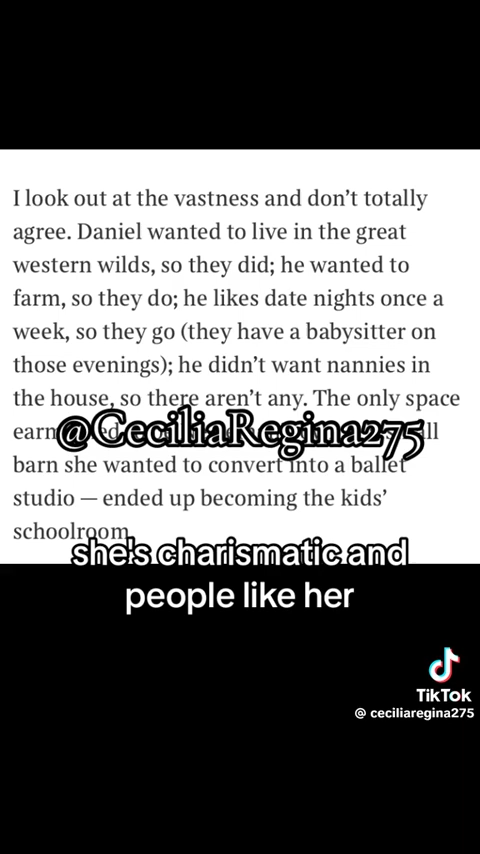 I look out at the vastness and don't totally
agree. Daniel wanted to live in the great
western wilds, so they did; he wanted to
farm, so they do; he likes date nights once a
week, so they go (they have a babysitter on
those evenings); he didn't want nannies in
the house, so there aren't any. The only space
@CeciliaRegina275
barn she wanted to convert into a ballet
studio — ended up becoming the kids'
schoolroom
she's charismatic and
people like her
TikTok
@ ceciliaregina275